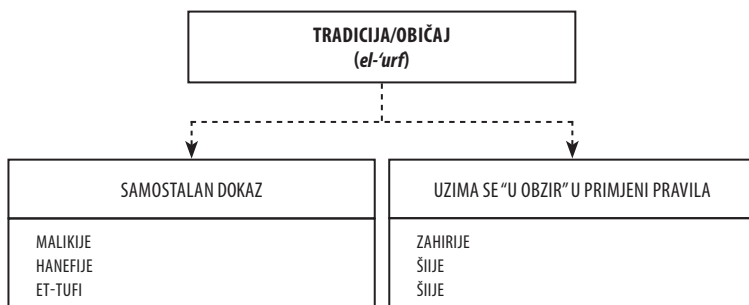 TRADICIJA/OBIČAJ
(el-‘urf)
SAMOSTALAN DOKAZ
MALIKIJE
HANEFIJE
ET-TUFI
UZIMA SE “U OBZIR” U PRIMJENI PRAVILA
ZAHIRIJE
ŠIIJE
ŠIIJE